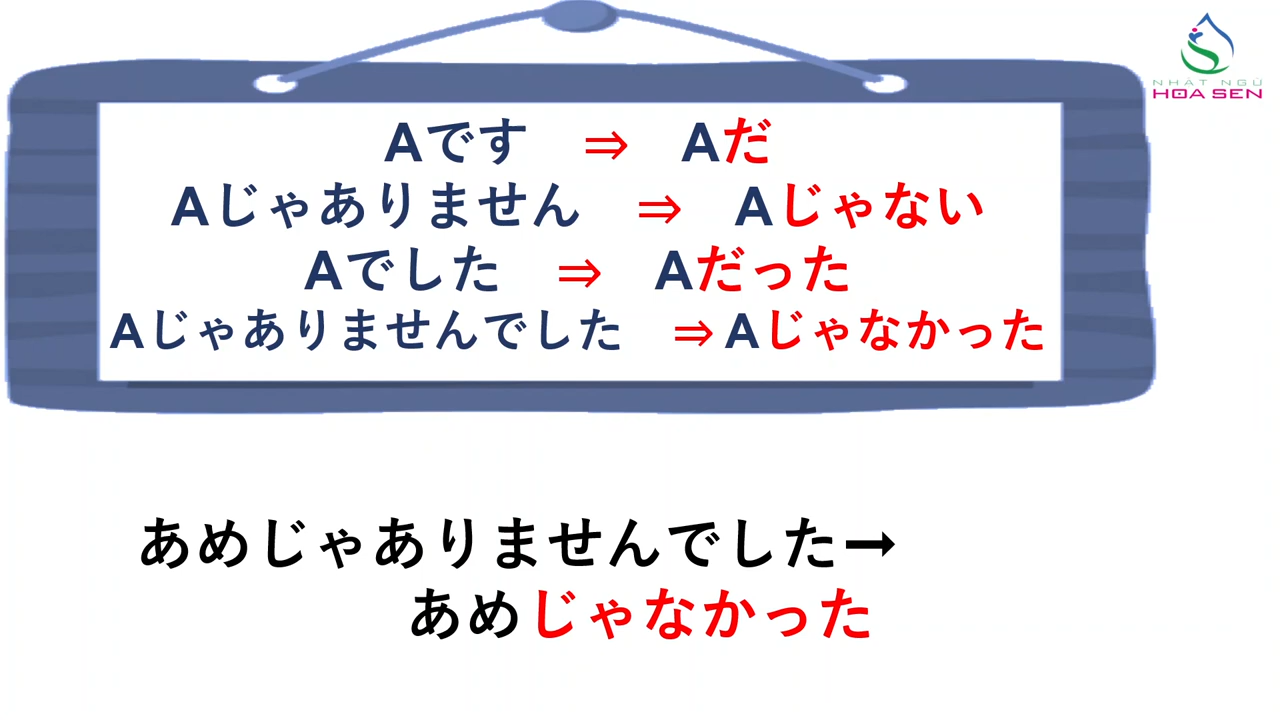 NHẬT NGỮ
HOA SEN
Aです ⇒ Aだ
Aじゃありません ⇒ Aじゃない
Aでした ⇒ Aだった
Aじゃありませんでした ⇒ Aじゃなかった
あめじゃありませんでした→
あめじゃなかった